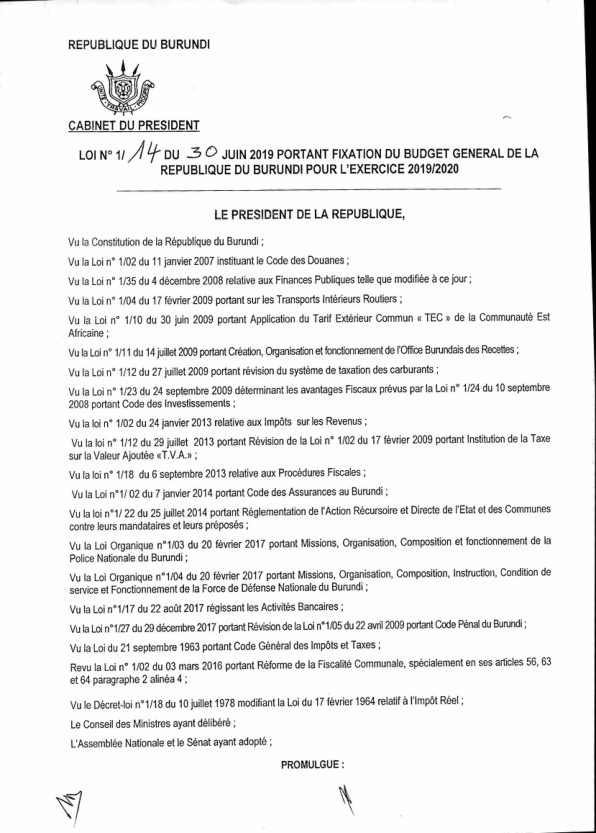 REPUBLIQUE DU BURUNDI
UNITE TRAVAIL PROGRES
CABINET DU PRESIDENT
LOI N° 1/ 14 DU 30 JUIN 2019 PORTANT FIXATION DU BUDGET GENERAL DE LA
REPUBLIQUE DU BURUNDI POUR L'EXERCICE 2019/2020
LE PRESIDENT DE LA REPUBLIQUE,
Vu la Constitution de la République du Burundi ;
Vu la Loi n° 1/02 du 11 janvier 2007 instituant le Code des Douanes ;
Vu la Loi n° 1/35 du 4 décembre 2008 relative aux Finances Publiques telle que modifiée à ce jour ;
Vu la Loi n° 1/04 du 17 février 2009 portant sur les Transports Intérieurs Routiers ;
Vu la Loi n° 1/10 du 30 juin 2009 portant Application du Tarif Extérieur Commun « TEC » de la Communauté Est
Africaine ;
Vu la Loi n° 1/11 du 14 juillet 2009 portant Création, Organisation et fonctionnement de l'Office Burundais des Recettes ;
Vu la Loi n° 1/12 du 27 juillet 2009 portant révision du système de taxation des carburants ;
Vu la Loi n° 1/23 du 24 septembre 2009 déterminant les avantages Fiscaux prévus par la Loi n° 1/24 du 10 septembre
2008 portant Code des Investissements ;
Vu la loi n° 1/02 du 24 janvier 2013 relative aux Impôts sur les Revenus ;
Vu la loi n° 1/12 du 29 juillet 2013 portant Révision de la Loi n° 1/02 du 17 février 2009 portant Institution de la Taxe
sur la Valeur Ajoutée «T.V.A.» ;
Vu la loi n° 1/18 du 6 septembre 2013 relative aux Procédures Fiscales ;
Vu la Loi n°1/ 02 du 7 janvier 2014 portant Code des Assurances au Burundi ;
Vu la loi n°1/ 22 du 25 juillet 2014 portant Réglementation de l'Action Récursoire et Directe de l'Etat et des Communes
contre leurs mandataires et leurs préposés ;
Vu la Loi Organique n°1/03 du 20 février 2017 portant Missions, Organisation, Composition et fonctionnement de la
Police Nationale du Burundi ;
Vu la Loi Organique n°1/04 du 20 février 2017 portant Missions, Organisation, Composition, Instruction, Condition de
service et Fonctionnement de la Force de Défense Nationale du Burundi ;
Vu la Loi n°1/17 du 22 août 2017 régissant les Activités Bancaires ;
Vu la Loi n°1/27 du 29 décembre 2017 portant Révision de la Loi n°1/05 du 22 avril 2009 portant Code Pénal du Burundi ;
Vu la Loi du 21 septembre 1963 portant Code Général des Impôts et Taxes ;
Revu la Loi n° 1/02 du 03 mars 2016 portant Réforme de la Fiscalité Communale, spécialement en ses articles 56, 63
et 64 paragraphe 2 alinéa 4 ;
Vu le Décret-loi n°1/18 du 10 juillet 1978 modifiant la Loi du 17 février 1964 relatif à l'Impôt Réel ;
Le Conseil des Ministres ayant délibéré ;
L'Assemblée Nationale et le Sénat ayant adopté ;
PROMULGUE :